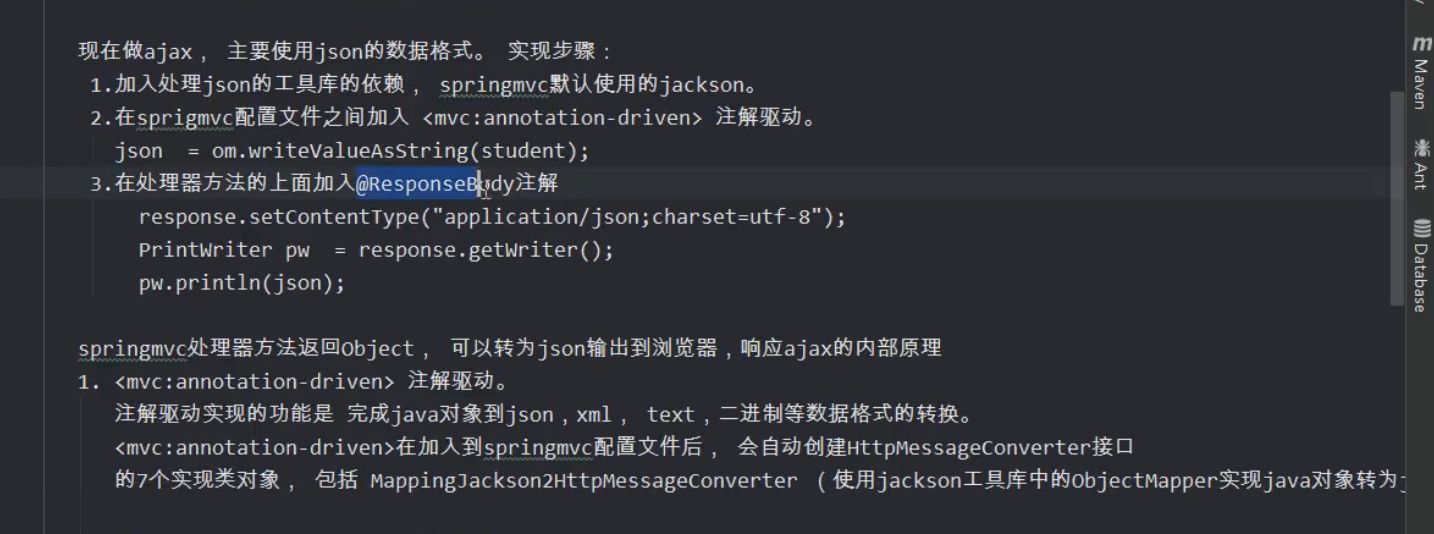 现在做ajax， 主要使用json的数据格式。 实现步骤：
1.加入处理json的工具库的依赖， springmvc默认使用的jackson。
2.在sprigmvc配置文件之间加入 <mvc:annotation-driven> 注解驱动。
json  = om.writeValueAsString(student);
3.在处理器方法的上面加入@ResponseBody注解
response.setContentType("application/json;charset=utf-8");
PrintWriter pw  = response.getWriter();
pw.println(json);
springmvc处理器方法返回Object， 可以转为json输出到浏览器，响应ajax的内部原理
1. <mvc:annotation-driven> 注解驱动。
注解驱动实现的功能是 完成java对象到json，xml， text，二进制等数据格式的转换。
<mvc:annotation-driven>在加入到springmvc配置文件后， 会自动创建HttpMessageConverter接口
的7个实现类对象， 包括 MappingJackson2HttpMessageConverter （使用jackson工具库中的ObjectMapper实现java对象转为j
m Maven
Ant
Database